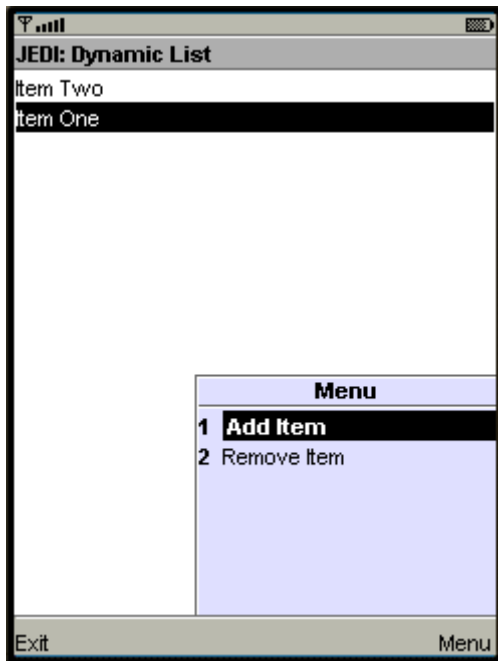 JEDI: Dynamic List
Item Two
Item One
Menu
1 Add Item
2 Remove Item
Exit Menu